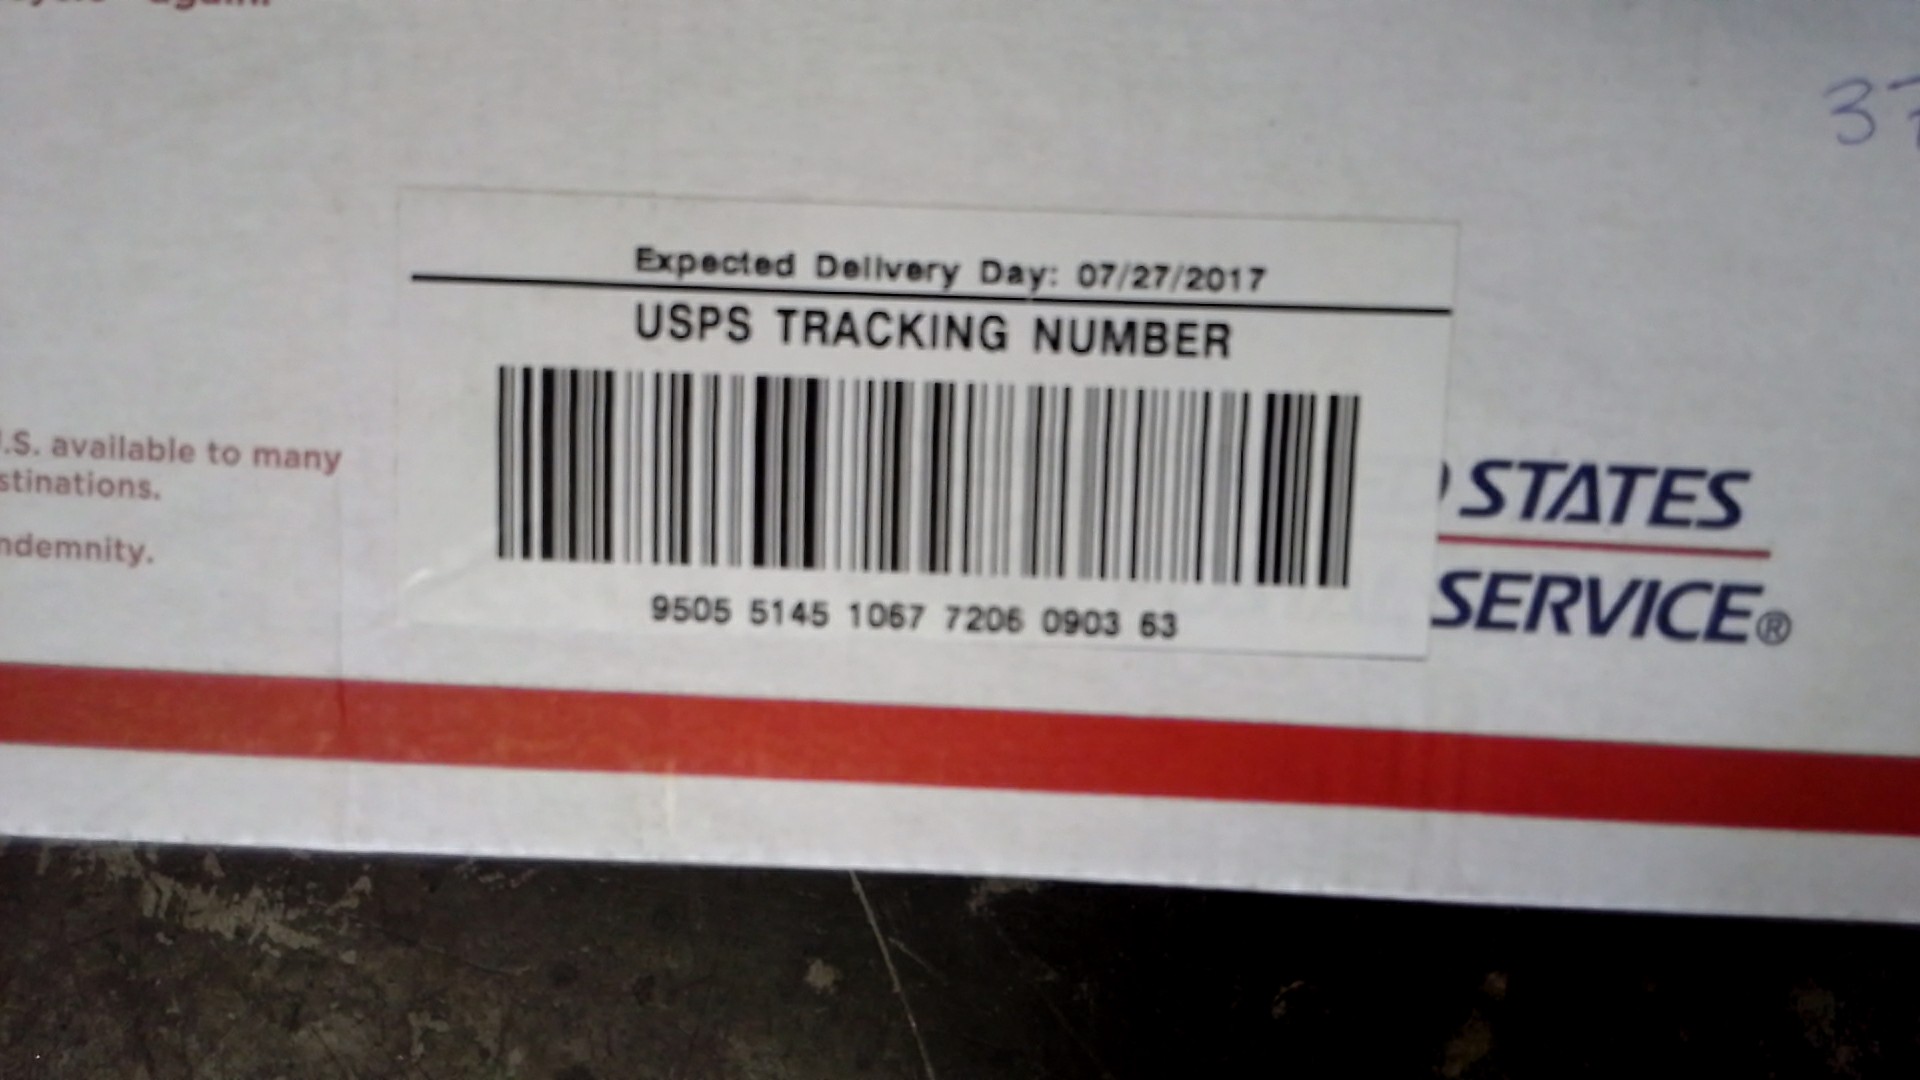 Expected Delivery Day: 07/27/2017
USPS TRACKING NUMBER
9505 5145 1067 7206 0903 63
.S. available to many
stinations.
ndemnity.
STATES
SERVICE®